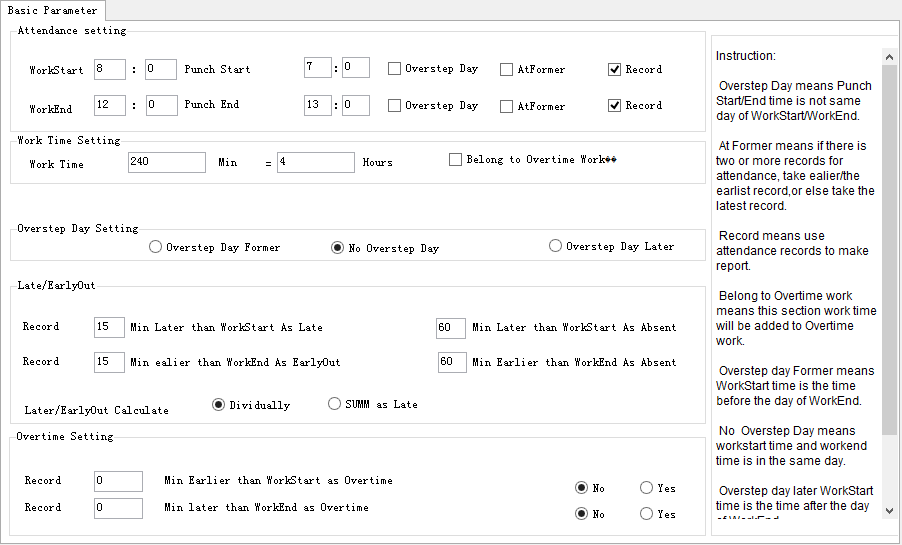 Basic Parameter
Attendance setting
WorkStart 8 : 0 Punch Start 7 : 0 Overstep Day AtFormer Record
WorkEnd 12 : 0 Punch End 13 : 0 Overstep Day AtFormer Record
Work Time Setting
Work Time 240 Min = 4 Hours Belong to Overtime Work��
Overstep Day Setting
Overstep Day Former No Overstep Day Overstep Day Later
Late/EarlyOut
Record 15 Min Later than WorkStart As Late 60 Min Later than WorkStart As Absent
Record 15 Min ealier than WorkEnd As EarlyOut 60 Min Earlier than WorkEnd As Absent
Later/EarlyOut Calculate Dividually SUMM as Late
Overtime Setting
Record 0 Min Earlier than WorkStart as Overtime No Yes
Record 0 Min later than WorkEnd as Overtime No Yes
Instruction:
Overstep Day means Punch
Start/End time is not same
day of WorkStart/WorkEnd.
At Former means if there is
two or more records for
attendance, take ealier/the
earlist record,or else take the
latest record.
Record means use
attendance records to make
report.
Belong to Overtime work
means this section work time
will be added to Overtime
work.
Overstep day Former means
WorkStart time is the time
before the day of WorkEnd.
No Overstep Day means
workstart time and workend
time is in the same day.
Overstep day later WorkStart
time is the time after the day
of WorkEnd